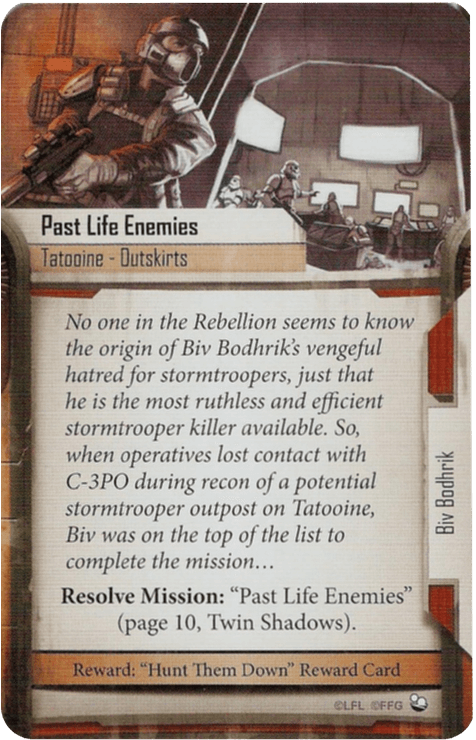 Past Life Enemies
Tatooine - Outskirts
No one in the Rebellion seems to know
the origin of Biv Bodhrik's vengeful
hatred for stormtroopers, just that
he is the most ruthless and efficient
stormtrooper killer available. So,
when operatives lost contact with
C-3PO during recon of a potential
stormtrooper outpost on Tatooine,
Biv was on the top of the list to
complete the mission…
Resolve Mission: “Past Life Enemies”
(page 10, Twin Shadows).
Biv Bodhrik
Reward: “Hunt Them Down” Reward Card
©LFL ©FFG